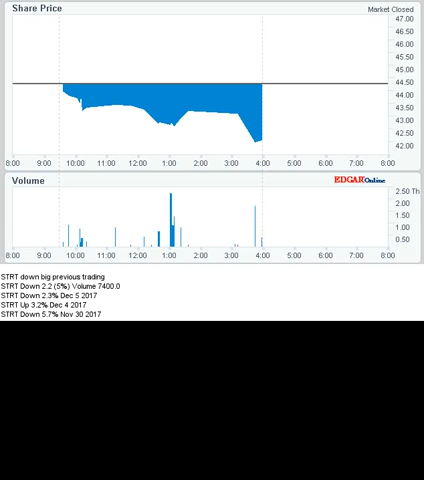 Share Price
Market Closed
47.00
46.50
46.00
45.50
45.00
44.50
44.00
43.50
43.00
42.50
42.00
8:00 9:00 10:00 11:00 12:00 1:00 2:00 3:00 4:00 5:00 6:00 7:00 8:00
Volume
EDGAROnline
2.50 Th
2.00
1.50
1.00
0.50
8:00 9:00 10:00 11:00 12:00 1:00 2:00 3:00 4:00 5:00 6:00 7:00 8:00
STRT down big previous trading
STRT Down 2.2 (5%) Volume 7400.0
STRT Down 2.3% Dec 5 2017
STRT Up 3.2% Dec 4 2017
STRT Down 5.7% Nov 30 2017